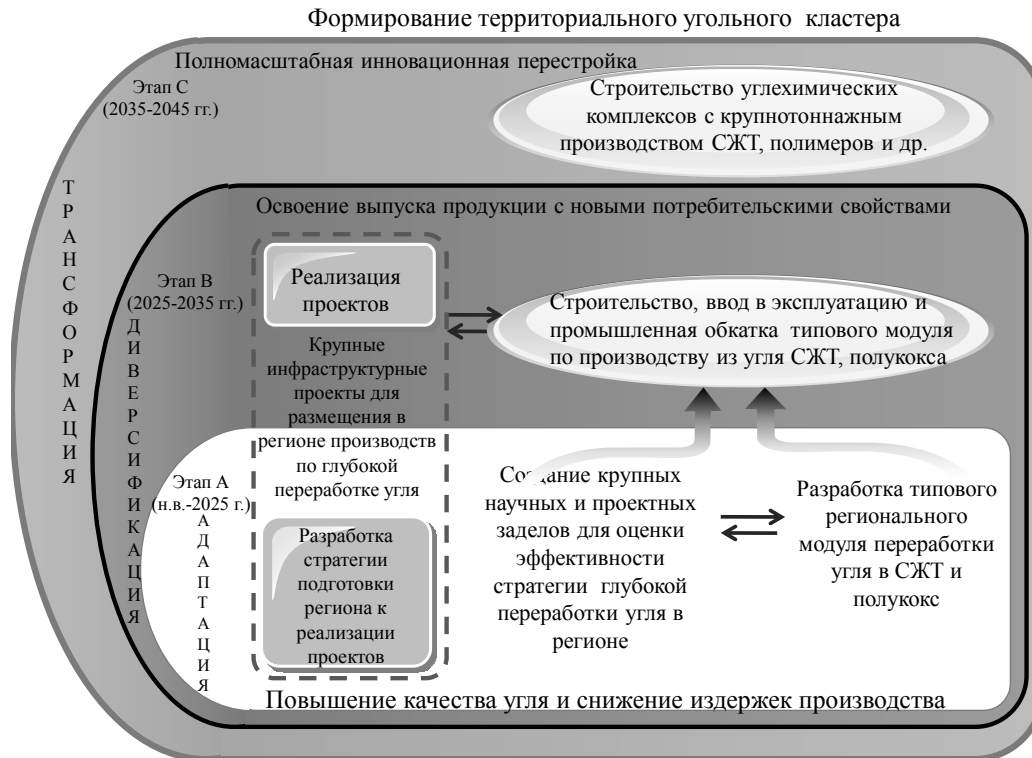 Формирование территориального угольного кластера
Полномасштабная инновационная перестройка
Этап С
(2035-2045 гг.)
Строительство углехимических
комплексов с крупнотоннажным
производством СЖТ, полимеров и др.
ТРАНСФОРМАЦИЯ
Освоение выпуска продукции с новыми потребительскими свойствами
Этап В
(2025-2035 гг.)
ДИВЕРСИФИКАЦИЯ
Реализация
проектов
Крупные
инфраструктурные
проекты для
размещения в
регионе производств
по глубокой
переработке угля
Строительство, ввод в эксплуатацию и
промышленная обкатка типового модуля
по производству из угля СЖТ, полукокса
Этап А
(н.в.-2025 г.)
АДАПТАЦИЯ
Разработка
стратегии
подготовки
региона к
реализации
проектов
Создание крупных
научных и проектных
заделов для оценки
эффективности
стратегии глубокой
переработки угля в
регионе
Разработка типового
регионального
модуля переработки
угля в СЖТ и
полукокс
Повышение качества угля и снижение издержек производства